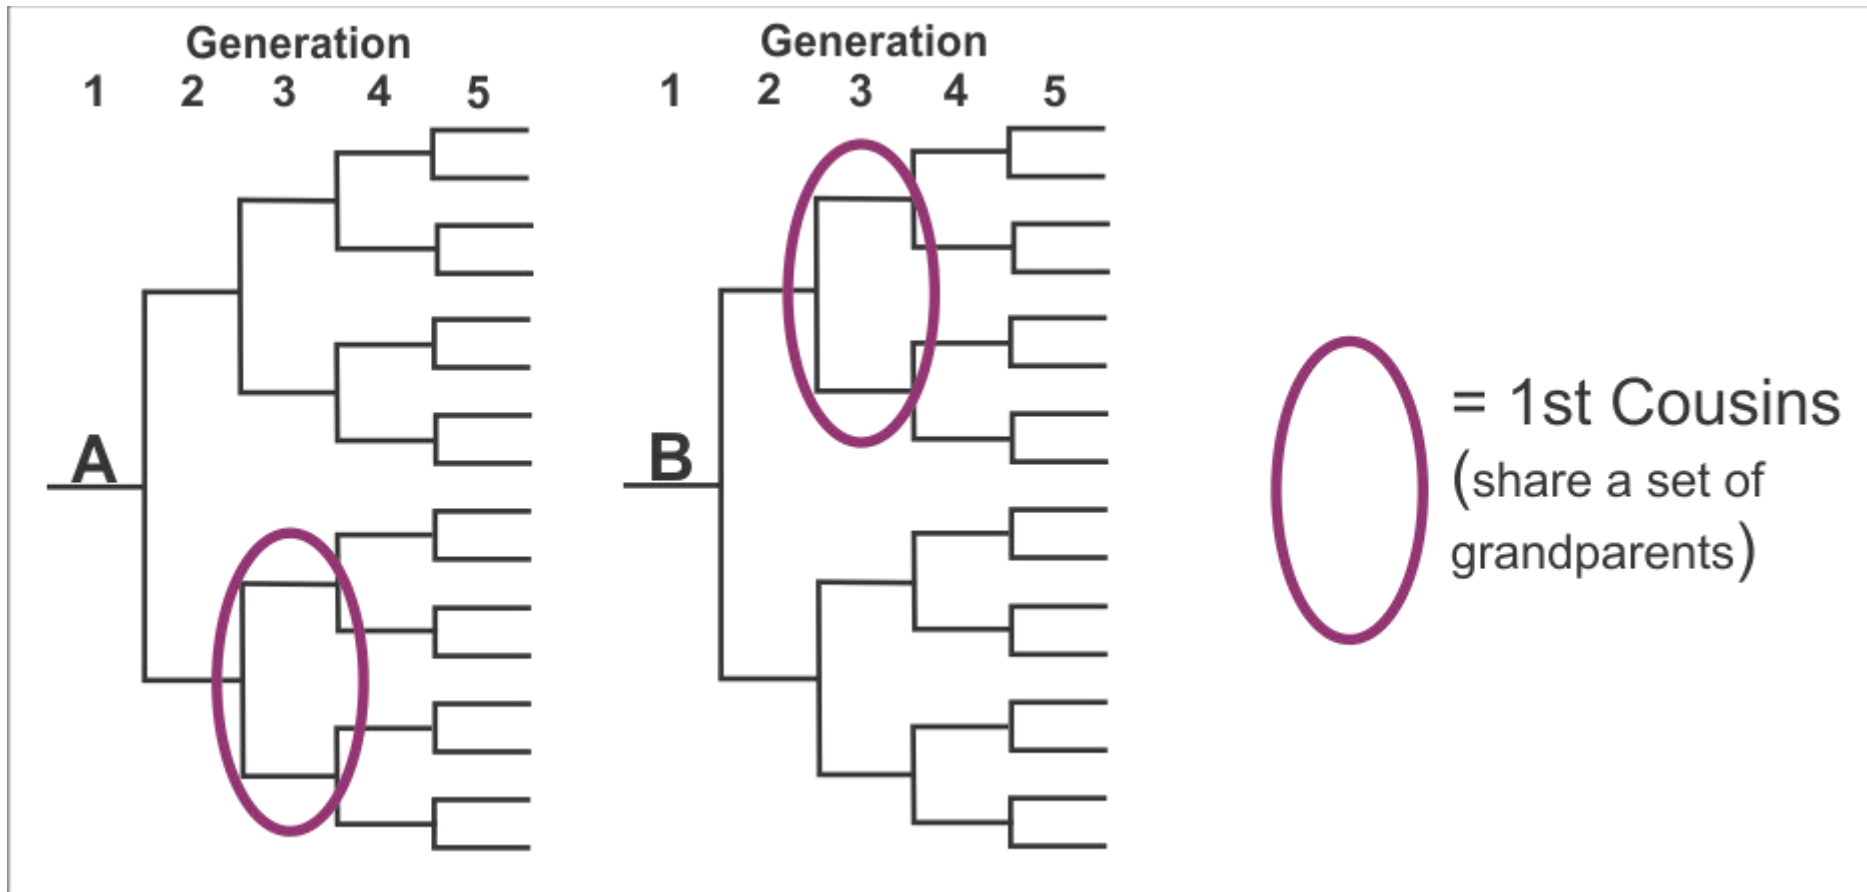 Generation
1 2 3 4 5
A
Generation
1 2 3 4 5
B
= 1st Cousins
(share a set of
grandparents)